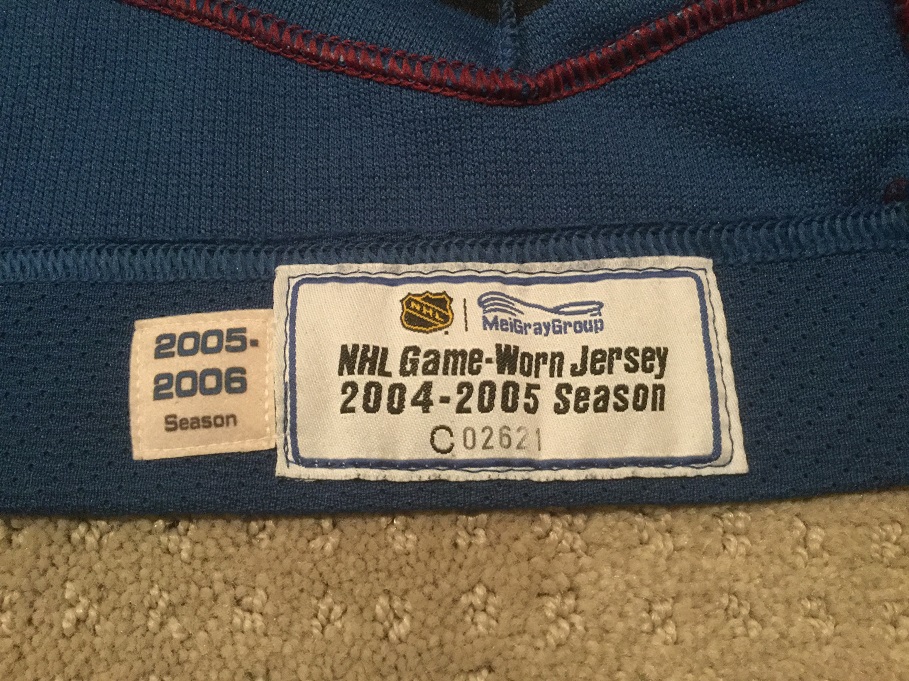 2005-
2006
Season
NHL
MeiGrayGroup
NHL Game-Worn Jersey
2004-2005 Season
C02621